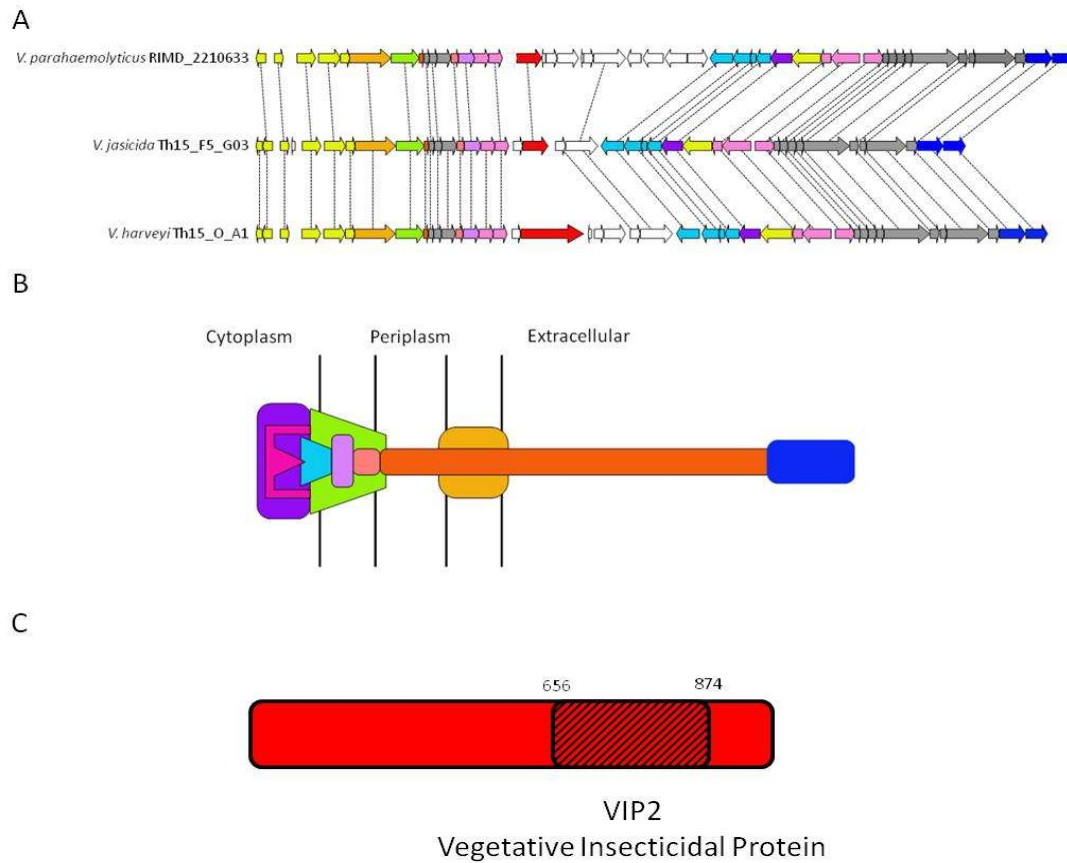 A
V. parahaemolyticus RIMD_2210633
V. jasicida Th15_F5_G03
V. harveyi Th15_O_A1
B
Cytoplasm Periplasm Extracellular
C
656 874
VIP2
Vegetative Insecticidal Protein